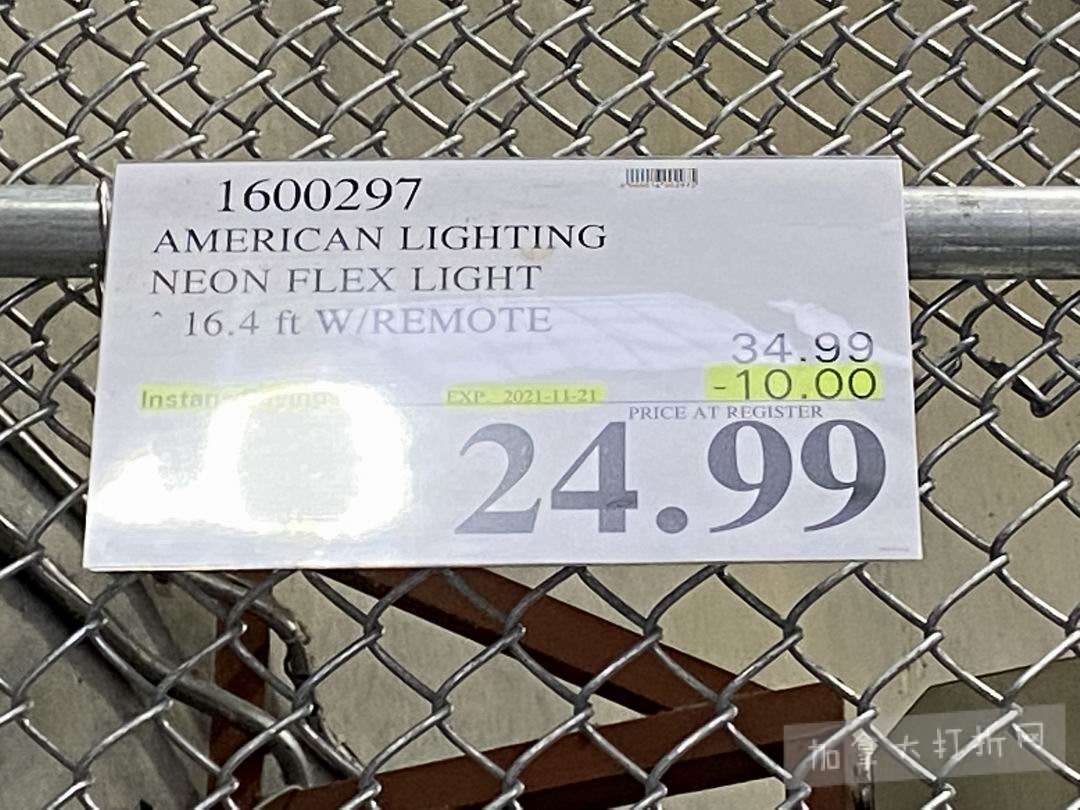 1600297
AMERICAN LIGHTING
NEON FLEX LIGHT
^ 16.4 ft W/REMOTE
34.99
-10.00
EXP. 2021-11-21
PRICE AT REGISTER
24.99
加拿大打折网